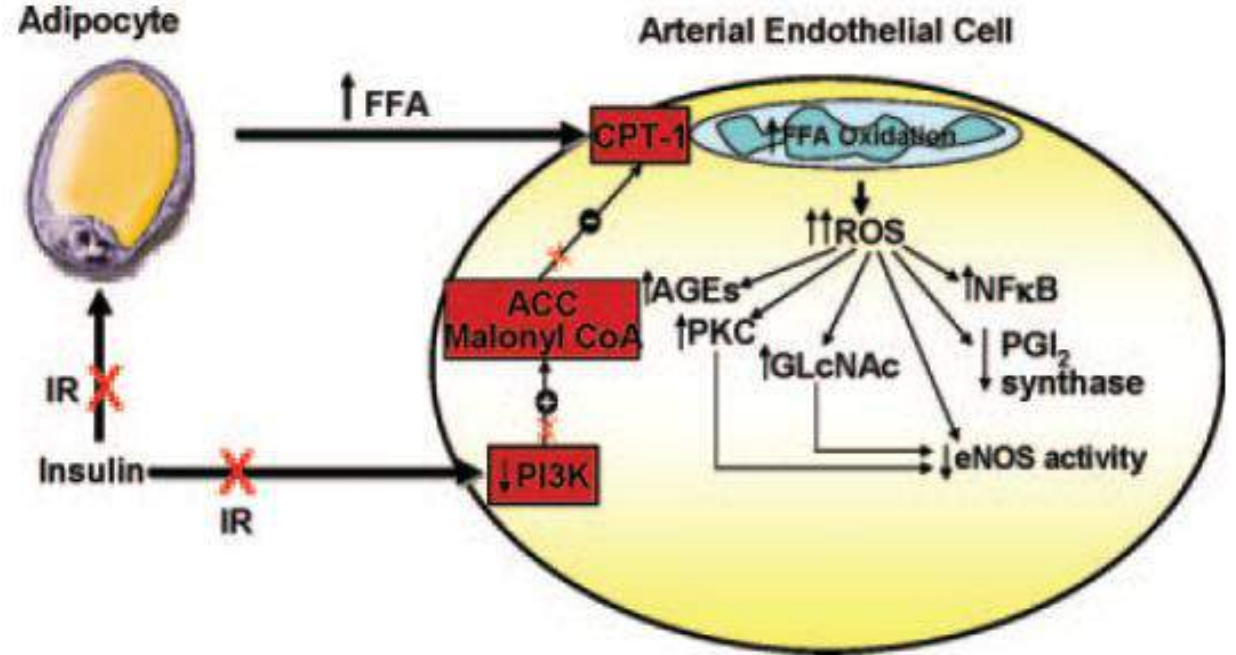 Adipocyte
Arterial Endothelial Cell
↑ FFA
CPT-1
↑FFA Oxidation
↑↑ROS
↑AGEs
↑NFκB
ACC
Malonyl CoA
↑PKC
↓ PGI₂
synthase
↑GLcNAc
IR
Insulin
↓PI3K
↓eNOS activity
IR